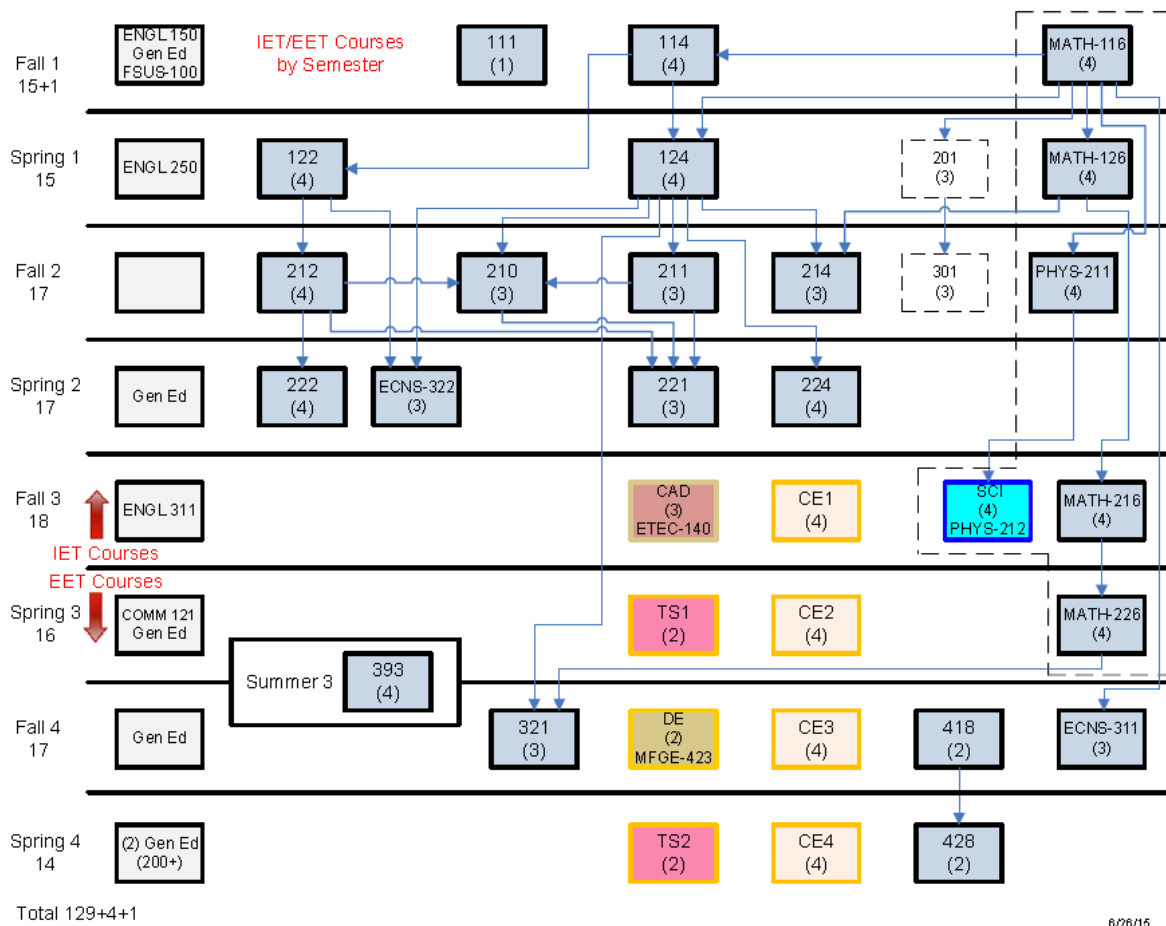 ENGL 150
Gen Ed
FSUS-100
IET/EET Courses
by Semester
111
(1)
114
(4)
MATH-116
(4)
Fall 1
15+1
Spring 1
15
ENGL 250
122
(4)
124
(4)
201
(3)
MATH-126
(4)
Fall 2
17
212
(4)
210
(3)
211
(3)
214
(3)
301
(3)
PHYS-211
(4)
Spring 2
17
Gen Ed
222
(4)
ECNS-322
(3)
221
(3)
224
(4)
Fall 3
18
ENGL 311
CAD
(3)
ETEC-140
CE1
(4)
SCI
(4)
PHYS-212
MATH-216
(4)
IET Courses
EET Courses
Spring 3
16
COMM 121
Gen Ed
TS1
(2)
CE2
(4)
MATH-226
(4)
Summer 3
393
(4)
Fall 4
17
Gen Ed
321
(3)
DE
(2)
MFGE-423
CE3
(4)
418
(2)
ECNS-311
(3)
Spring 4
14
(2) Gen Ed
(200+)
TS2
(2)
CE4
(4)
428
(2)
Total 129+4+1
6/26/15